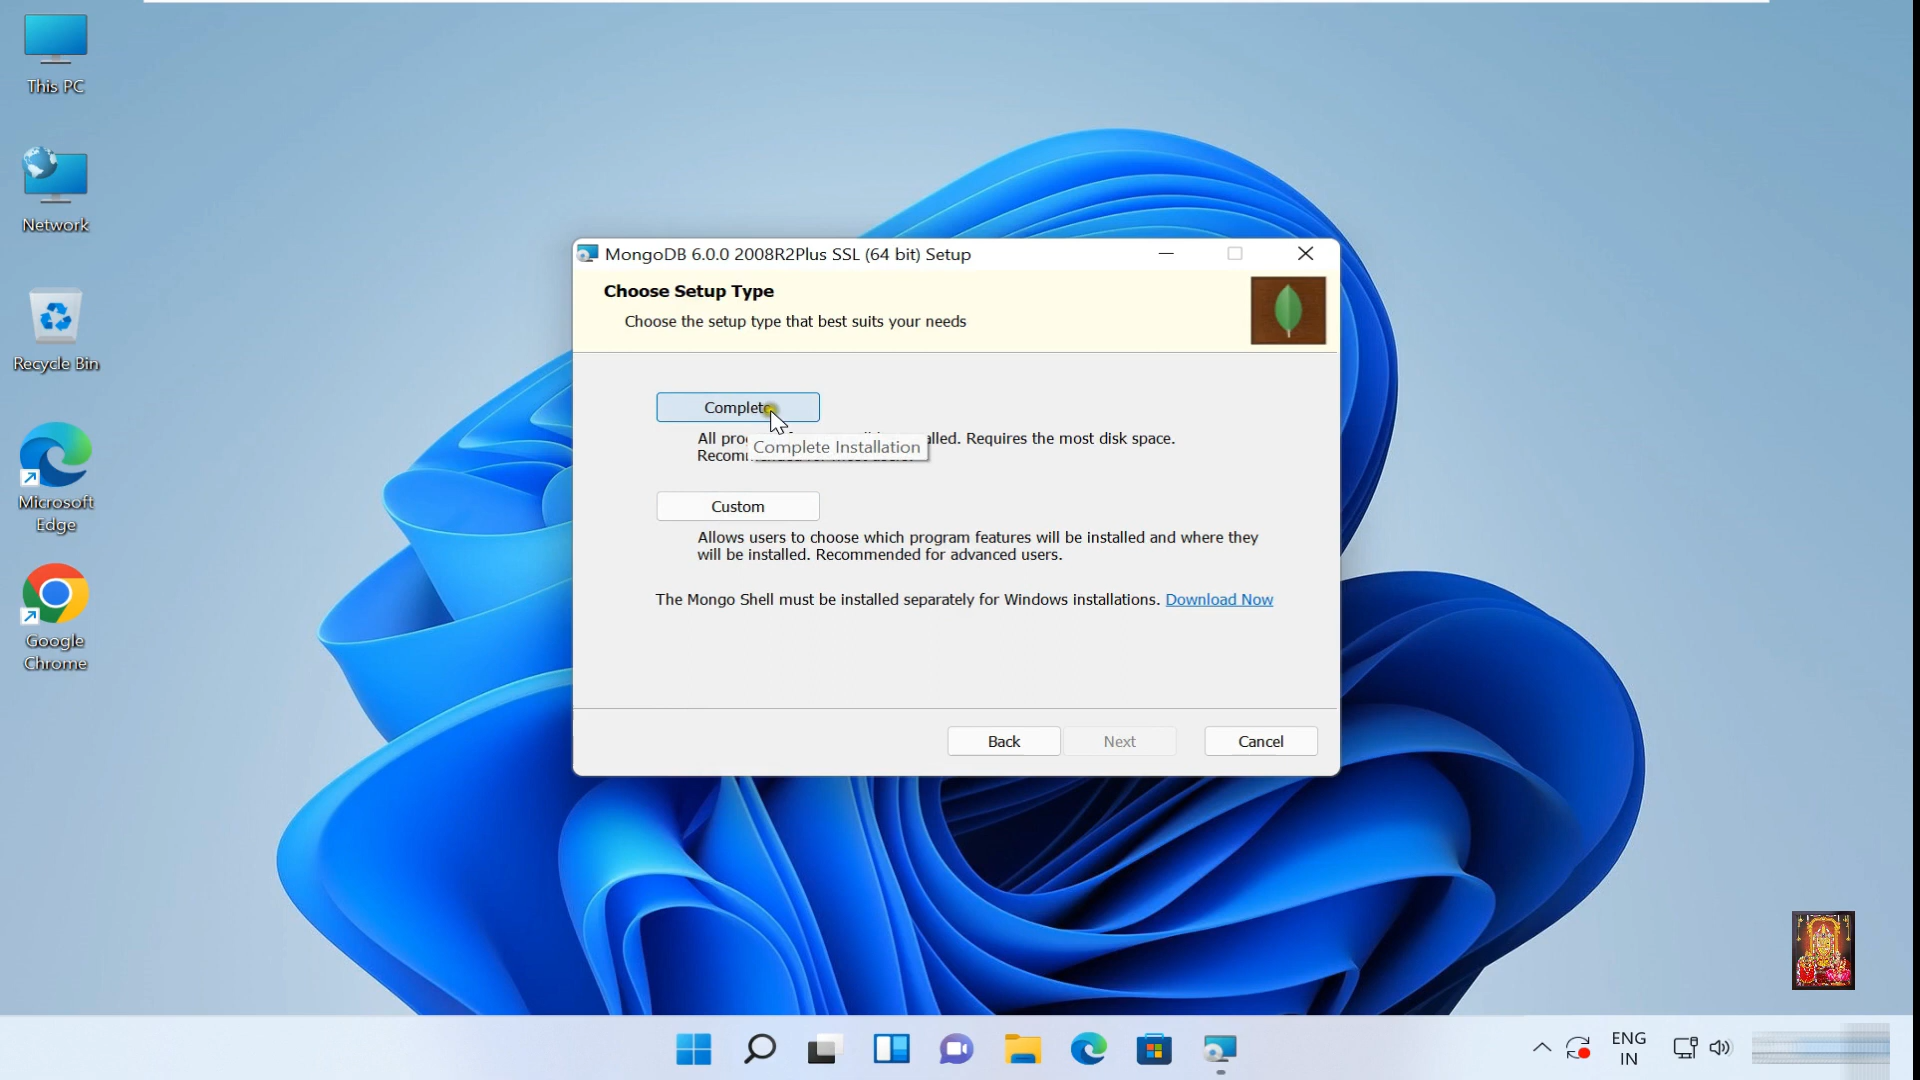 This PC
Network
Recycle Bin
Microsoft
Edge
Google
Chrome
MongoDB 6.0.0 2008R2Plus SSL (64 bit) Setup
Choose Setup Type
Choose the setup type that best suits your needs
Complete
All alled. Requires the most disk space.
Complete Installation
Custom
Allows users to choose which program features will be installed and where they
will be installed. Recommended for advanced users.
The Mongo Shell must be installed separately for Windows installations. Download Now
Back
Next
Cancel
ENG
IN